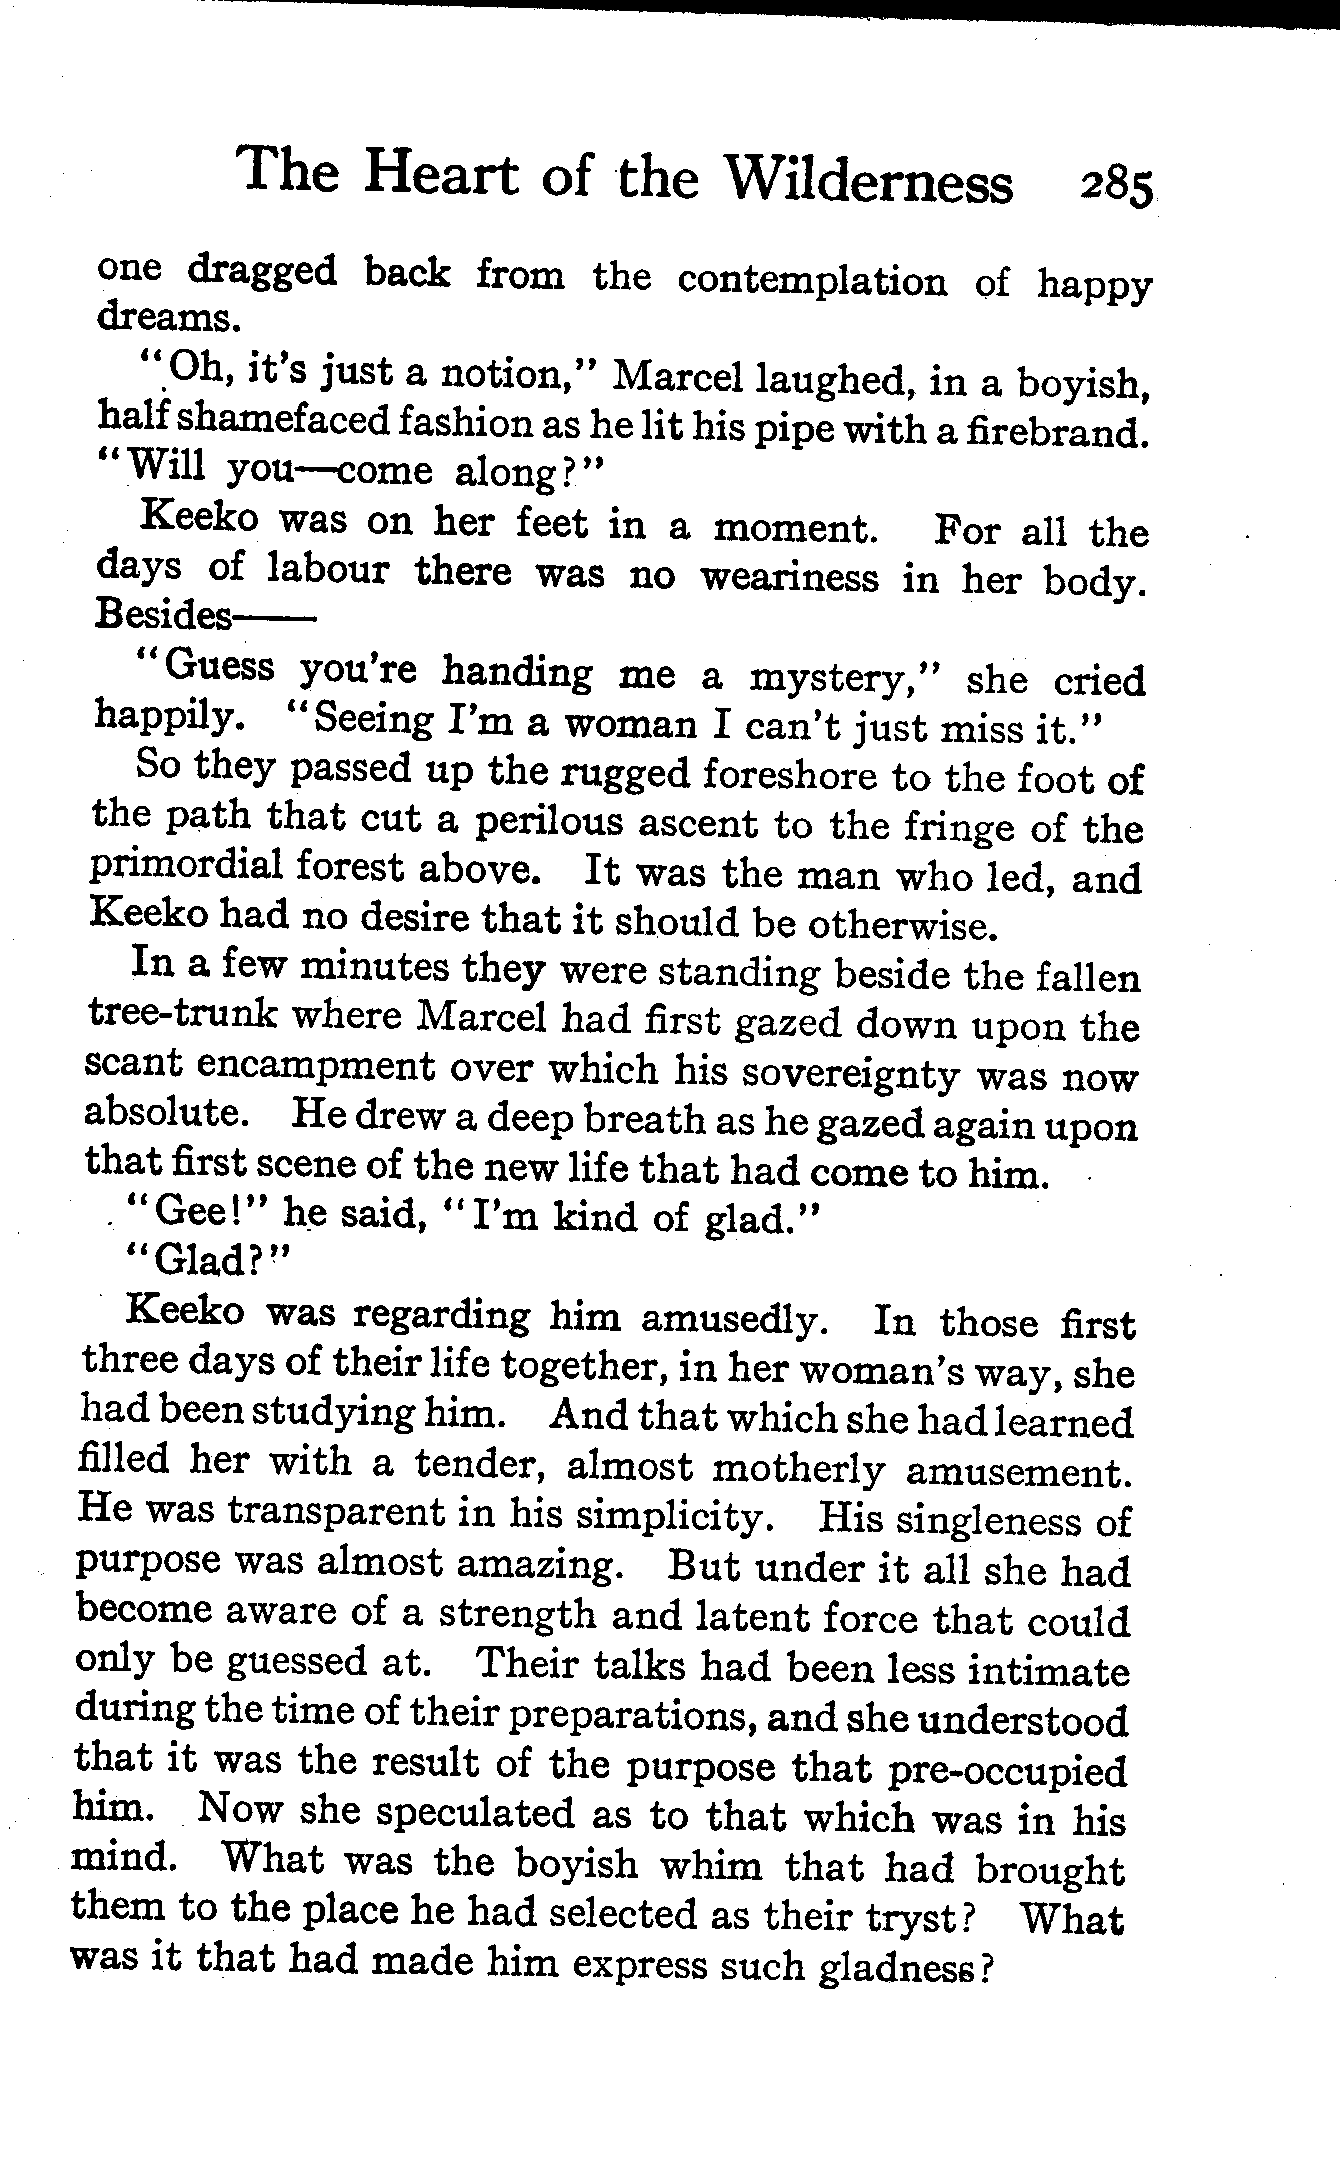 The Heart of the Wilderness 285
one dragged back from the contemplation of happy
dreams.
"Oh, it's just a notion," Marcel laughed, in a boyish,
half shamefaced fashion as he lit his pipe with a firebrand.
"Will you—come along?"
Keeko was on her feet in a moment. For all the
days of labour there was no weariness in her body.
Besides——
"Guess you're handing me a mystery," she cried
happily. "Seeing I'm a woman I can't just miss it."
So they passed up the rugged foreshore to the foot of
the path that cut a perilous ascent to the fringe of the
primordial forest above. It was the man who led, and
Keeko had no desire that it should be otherwise.
In a few minutes they were standing beside the fallen
tree-trunk where Marcel had first gazed down upon the
scant encampment over which his sovereignty was now
absolute. He drew a deep breath as he gazed again upon
that first scene of the new life that had come to him.
"Gee!" he said, "I'm kind of glad."
"Glad?"
Keeko was regarding him amusedly. In those first
three days of their life together, in her woman's way, she
had been studying him. And that which she had learned
filled her with a tender, almost motherly amusement.
He was transparent in his simplicity. His singleness of
purpose was almost amazing. But under it all she had
become aware of a strength and latent force that could
only be guessed at. Their talks had been less intimate
during the time of their preparations, and she understood
that it was the result of the purpose that pre-occupied
him. Now she speculated as to that which was in his
mind. What was the boyish whim that had brought
them to the place he had selected as their tryst? What
was it that had made him express such gladness?